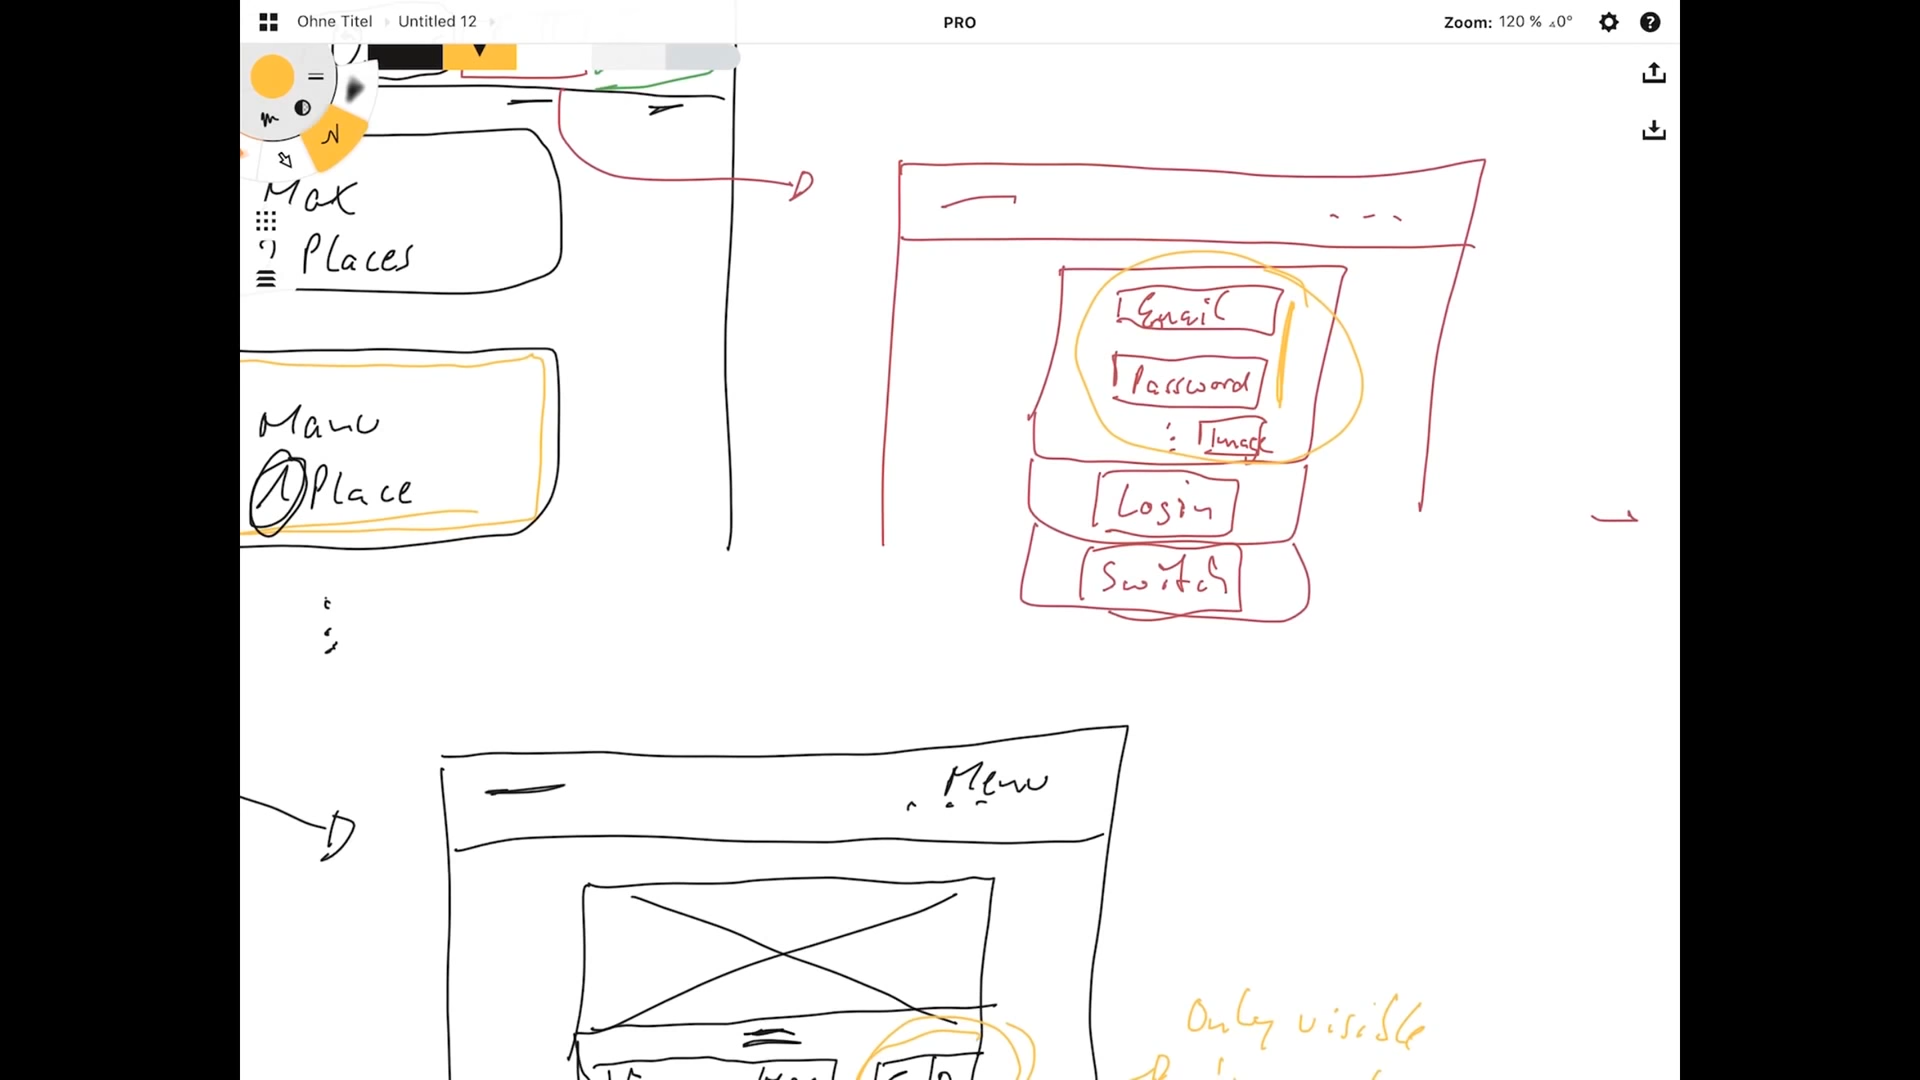 Ohne Titel Untitled 12
PRO
Zoom: 120 % 0°
Max
Places
Manu
1 Place
Email
Password
Image
Login
Switch
Menu
Only visible